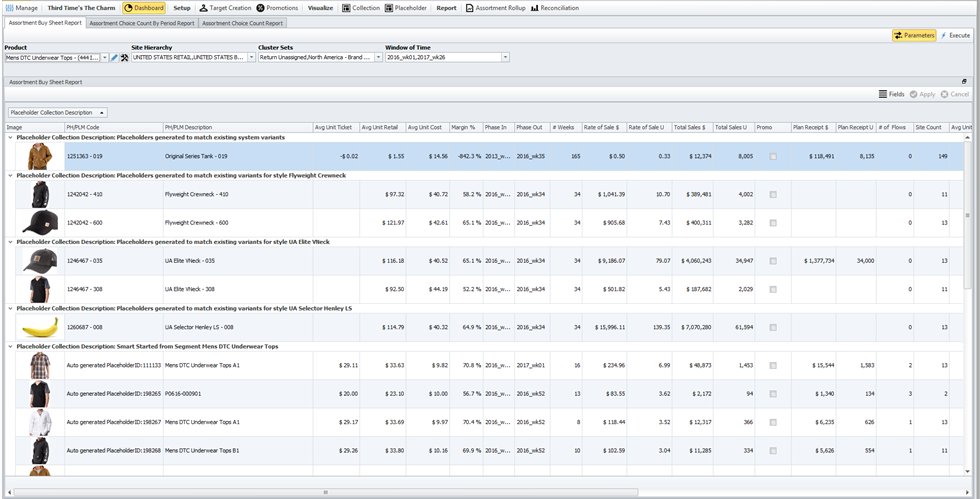 Manage Third Time's The Charm Dashboard Setup Target Creation Promotions Visualize Collection Placeholder Report Assortment Rollup Reconciliation
Assortment Buy Sheet Report Assortment Choice Count By Period Report Assortment Choice Count Report
Parameters Execute
Product Site Hierarchy Cluster Sets Window of Time
Mens DTC Underwear Tops - (444 I... UNITED STATES RETAIL,UNITED STATES B... Return Unassigned,North America - Brand ... 2016_wk01,2017_wk26
Assortment Buy Sheet Report
Fields Apply Cancel
Placeholder Collection Description
Image PH/PLM Code PH/PLM Description Avg Unit Ticket Avg Unit Retail Avg Unit Cost Margin % Phase In Phase Out # Weeks Rate of Sale $ Rate of Sale U Total Sales $ Total Sales U Promo Plan Receipt $ Plan Receipt U # of Flows Site Count Avg Unit
Placeholder Collection Description: Placeholders generated to match existing system variants
1251363 - 019 Original Series Tank - 019 -$ 0.02 $ 1.55 $ 14.56 -842.3 % 2013_w... 2016_wk35 165 $ 0.50 0.33 $ 12,374 8,005 $ 118,491 8,135 0 149
Placeholder Collection Description: Placeholders generated to match existing variants for style Flyweight Crewneck
1242042 - 410 Flyweight Crewneck - 410 $ 97.32 $ 40.72 58.2 % 2016_w... 2016_wk34 34 $ 1,041.39 10.70 $ 389,481 4,002 0 11
1242042 - 600 Flyweight Crewneck - 600 $ 121.97 $ 42.61 65.1 % 2016_w... 2016_wk34 34 $ 905.68 7.43 $ 400,311 3,282 0 13
Placeholder Collection Description: Placeholders generated to match existing variants for style UA Elite VNeck
1246467 - 035 UA Elite VNeck - 035 $ 116.18 $ 40.52 65.1 % 2016_w... 2016_wk34 34 $ 9,186.07 79.07 $ 4,060,243 34,947 $ 1,377,734 34,000 0 13
1246467 - 308 UA Elite VNeck - 308 $ 92.50 $ 44.19 52.2 % 2016_w... 2016_wk34 34 $ 501.82 5.43 $ 187,682 2,029 0 11
Placeholder Collection Description: Placeholders generated to match existing variants for style UA Selector Henley LS
1260687 - 008 UA Selector Henley LS - 008 $ 114.79 $ 40.32 64.9 % 2016_w... 2016_wk34 34 $ 15,996.11 139.35 $ 7,070,280 61,594 0 13
Placeholder Collection Description: Smart Started from Segment Mens DTC Underwear Tops
Auto generated PlaceholderID:111133 Mens DTC Underwear Tops A1 $ 29.11 $ 33.63 $ 9.82 70.8 % 2016_w... 2017_wk01 16 $ 234.96 6.99 $ 48,873 1,453 $ 15,544 1,583 2 13
Auto generated PlaceholderID:198265 P0616-000901 $ 20.00 $ 23.10 $ 10.00 56.7 % 2016_w... 2016_wk52 13 $ 83.55 3.62 $ 2,172 94 $ 1,340 134 3 2
Auto generated PlaceholderID:198267 Mens DTC Underwear Tops A1 $ 29.17 $ 33.69 $ 9.97 70.4 % 2016_w... 2016_wk52 8 $ 118.44 3.52 $ 12,317 366 $ 6,235 626 1 13
Auto generated PlaceholderID:198268 Mens DTC Underwear Tops B1 $ 29.26 $ 33.80 $ 10.16 69.9 % 2016_w... 2016_wk52 10 $ 102.59 3.04 $ 11,285 334 $ 5,626 554 1 11